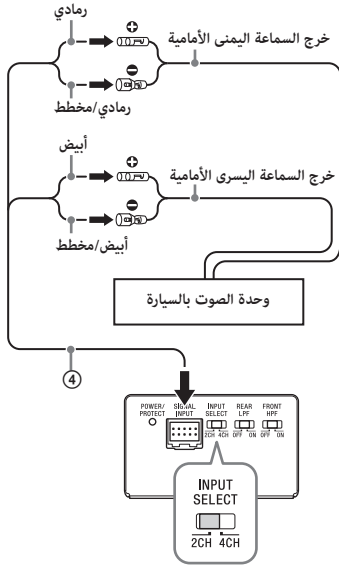 رمادي
خرج السماعة اليمنى الأمامية
رمادي/مخطط
أبيض
خرج السماعة اليسرى الأمامية
أبيض/مخطط
وحدة الصوت بالسيارة
④
POWER/ PROTECT
SIGNAL INPUT
INPUT SELECT
2CH 4CH
REAR LPF
OFF ON
FRONT HPF
OFF ON
INPUT SELECT
2CH 4CH